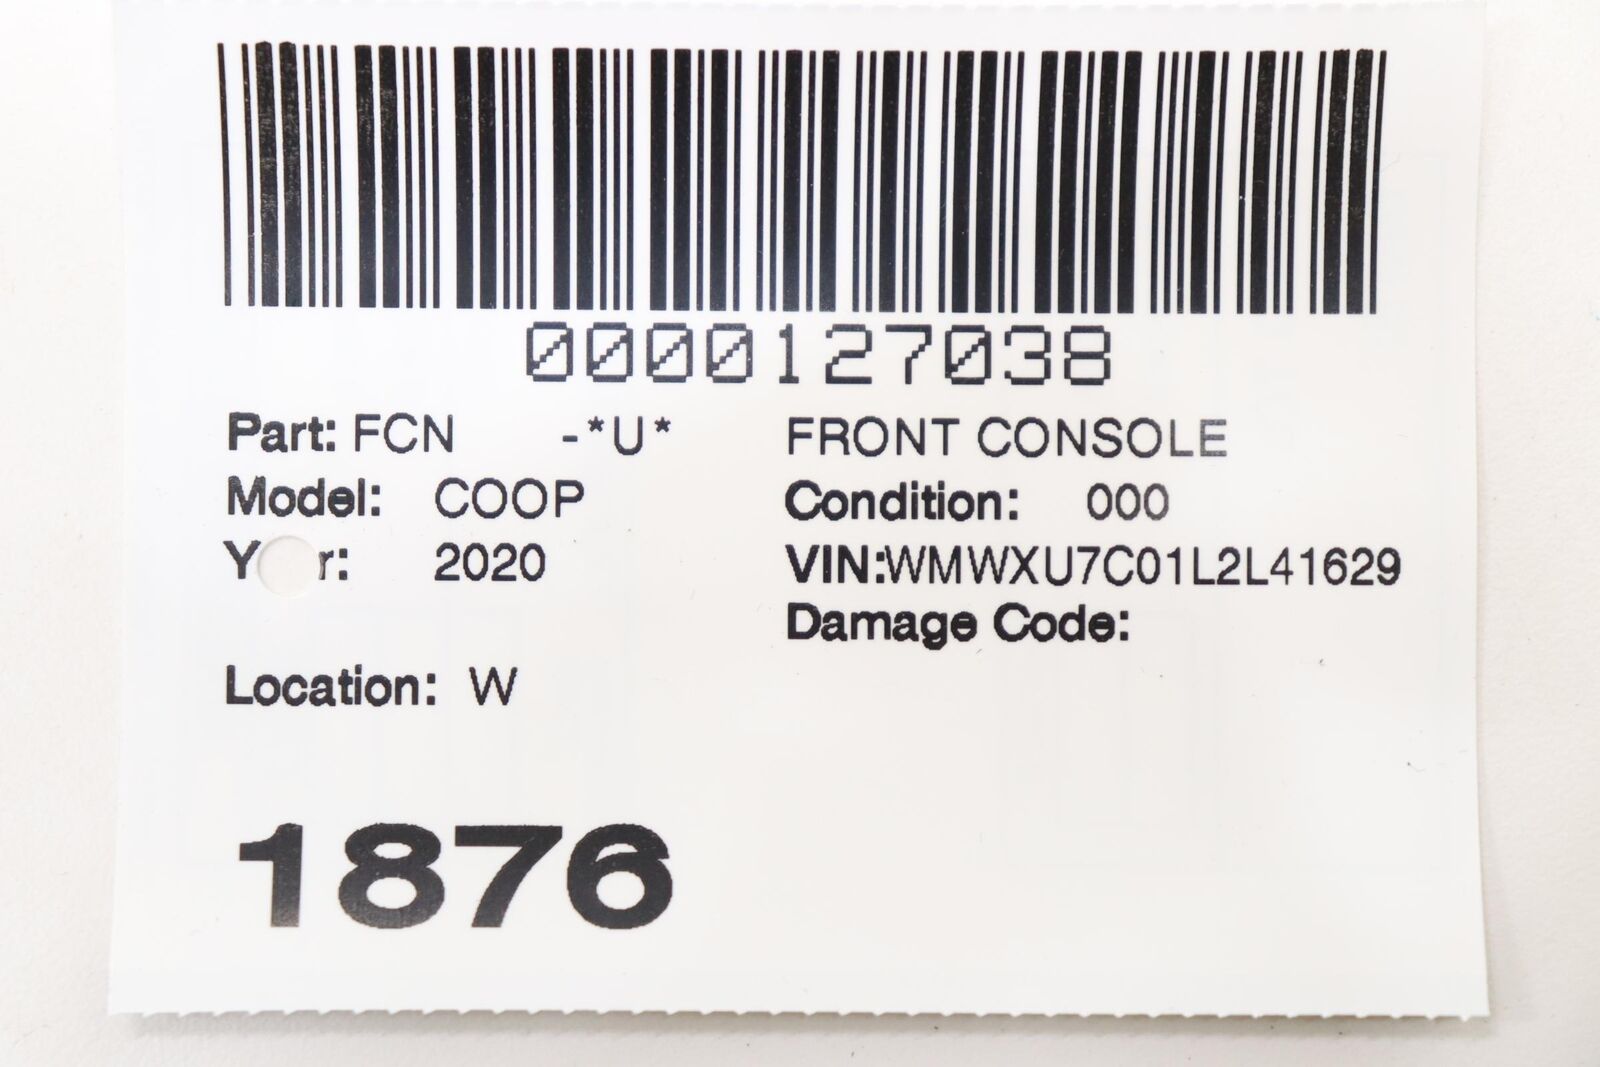 0000127038
Part: FCN -*U* FRONT CONSOLE
Model: COOP Condition: 000
2020 VIN:WMWXU7C01L2L41629
Damage Code:
Location: W
1876